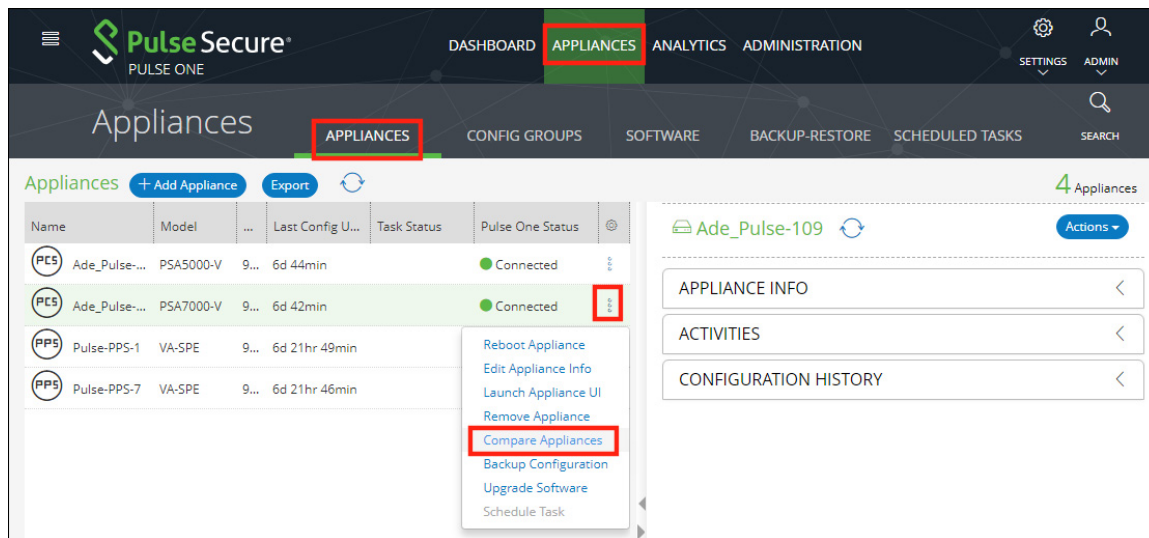 Pulse Secure®
PULSE ONE
DASHBOARD APPLIANCES ANALYTICS ADMINISTRATION
SETTINGS ADMIN
Appliances
APPLIANCES CONFIG GROUPS SOFTWARE BACKUP-RESTORE SCHEDULED TASKS SEARCH
Appliances + Add Appliance Export 4 Appliances
Name Model ... Last Config U... Task Status Pulse One Status
Ade_Pulse-109 Actions
PCS Ade_Pulse-... PSA5000-V 9... 6d 44min Connected
PCS Ade_Pulse-... PSA7000-V 9... 6d 42min Connected
PPS Pulse-PPS-1 VA-SPE 9... 6d 21hr 49min
PPS Pulse-PPS-7 VA-SPE 9... 6d 21hr 46min
Reboot Appliance
Edit Appliance Info
Launch Appliance UI
Remove Appliance
Compare Appliances
Backup Configuration
Upgrade Software
Schedule Task
APPLIANCE INFO
ACTIVITIES
CONFIGURATION HISTORY